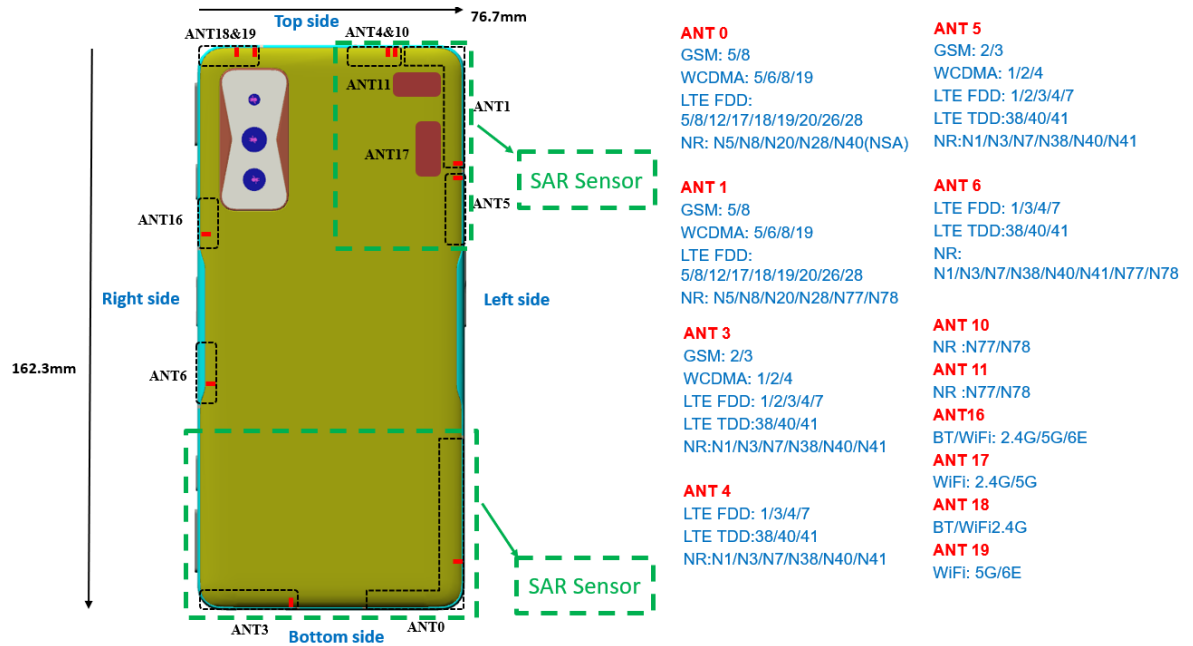 Top side
76.7mm
ANT18&19
ANT4&10
ANT11
ANT1
ANT17
SAR Sensor
ANT5
ANT16
Right side
Left side
162.3mm
ANT6
SAR Sensor
ANT3
ANT0
Bottom side
ANT 0
GSM: 5/8
WCDMA: 5/6/8/19
LTE FDD:
5/8/12/17/18/19/20/26/28
NR: N5/N8/N20/N28/N40(NSA)
ANT 1
GSM: 5/8
WCDMA: 5/6/8/19
LTE FDD:
5/8/12/17/18/19/20/26/28
NR: N5/N8/N20/N28/N77/N78
ANT 3
GSM: 2/3
WCDMA: 1/2/4
LTE FDD: 1/2/3/4/7
LTE TDD:38/40/41
NR:N1/N3/N7/N38/N40/N41
ANT 4
LTE FDD: 1/3/4/7
LTE TDD:38/40/41
NR:N1/N3/N7/N38/N40/N41
ANT 5
GSM: 2/3
WCDMA: 1/2/4
LTE FDD: 1/2/3/4/7
LTE TDD:38/40/41
NR:N1/N3/N7/N38/N40/N41
ANT 6
LTE FDD: 1/3/4/7
LTE TDD:38/40/41
NR:
N1/N3/N7/N38/N40/N41/N77/N78
ANT 10
NR :N77/N78
ANT 11
NR :N77/N78
ANT16
BT/WiFi: 2.4G/5G/6E
ANT 17
WiFi: 2.4G/5G
ANT 18
BT/WiFi2.4G
ANT 19
WiFi: 5G/6E